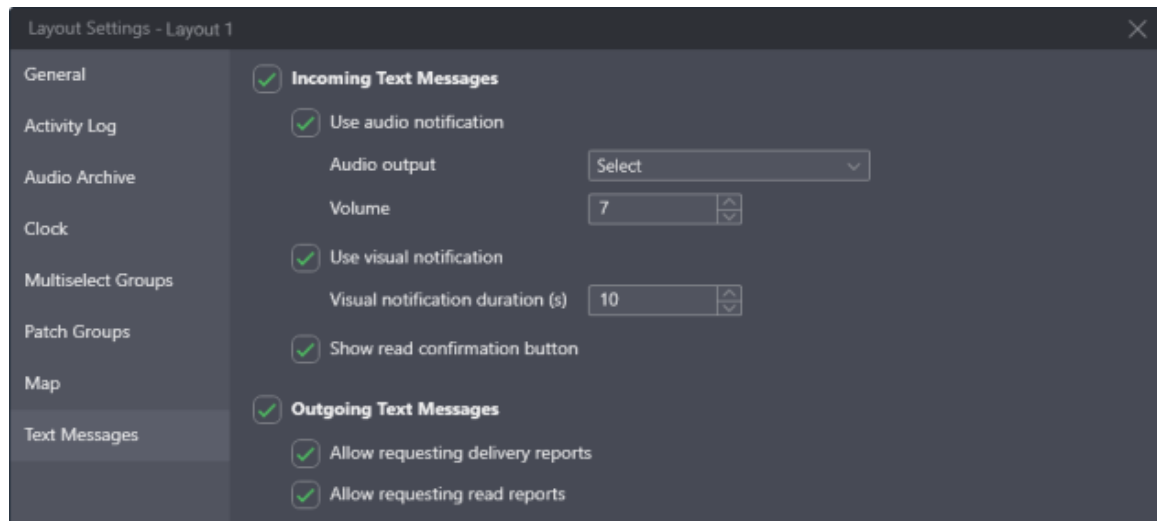 Layout Settings - Layout 1
General
Activity Log
Audio Archive
Clock
Multiselect Groups
Patch Groups
Map
Text Messages
Incoming Text Messages
Use audio notification
Audio output Select
Volume 7
Use visual notification
Visual notification duration (s) 10
Show read confirmation button
Outgoing Text Messages
Allow requesting delivery reports
Allow requesting read reports